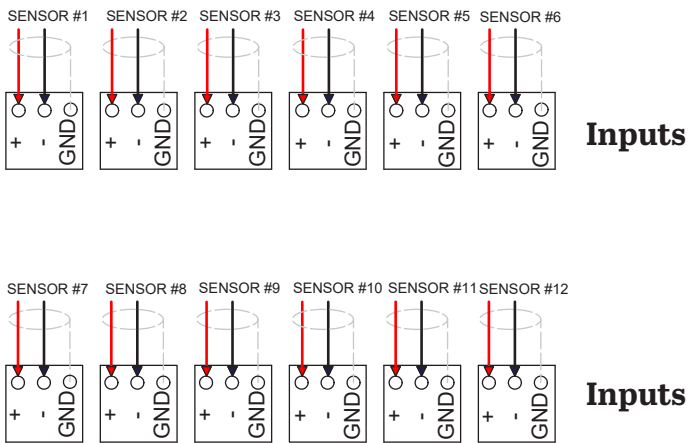 SENSOR #1 SENSOR #2 SENSOR #3 SENSOR #4 SENSOR #5 SENSOR #6
+ - GND + - GND + - GND + - GND + - GND + - GND
Inputs
SENSOR #7 SENSOR #8 SENSOR #9 SENSOR #10 SENSOR #11 SENSOR #12
+ - GND + - GND + - GND + - GND + - GND + - GND
Inputs